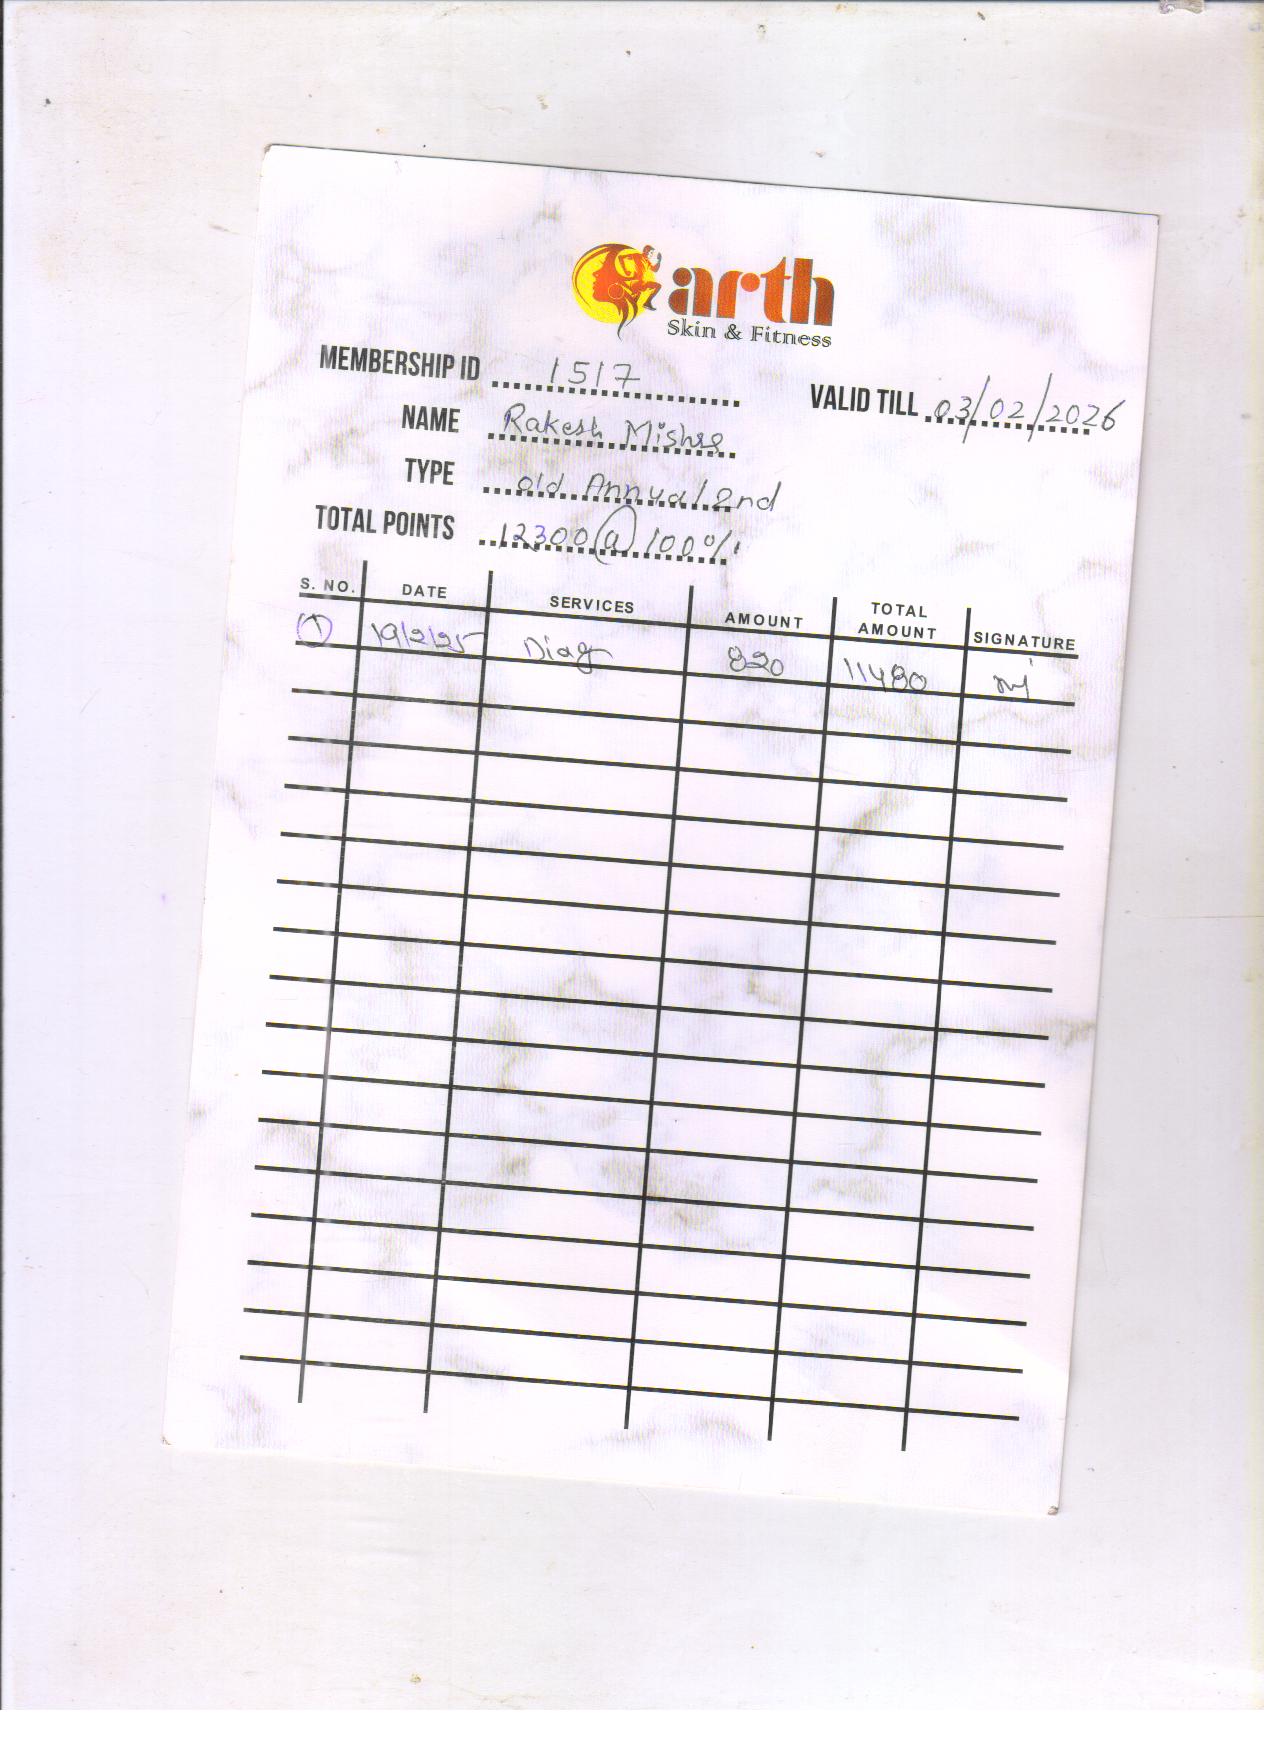 arth
Skin & Fitness
MEMBERSHIP ID 1517
VALID TILL 03/02/2026
NAME Rakesh Mishra
TYPE old Annual 2nd
TOTAL POINTS 12300 @ 100%
S. NO. DATE SERVICES AMOUNT TOTAL AMOUNT SIGNATURE
1 19/2/25 Diag 820 11480